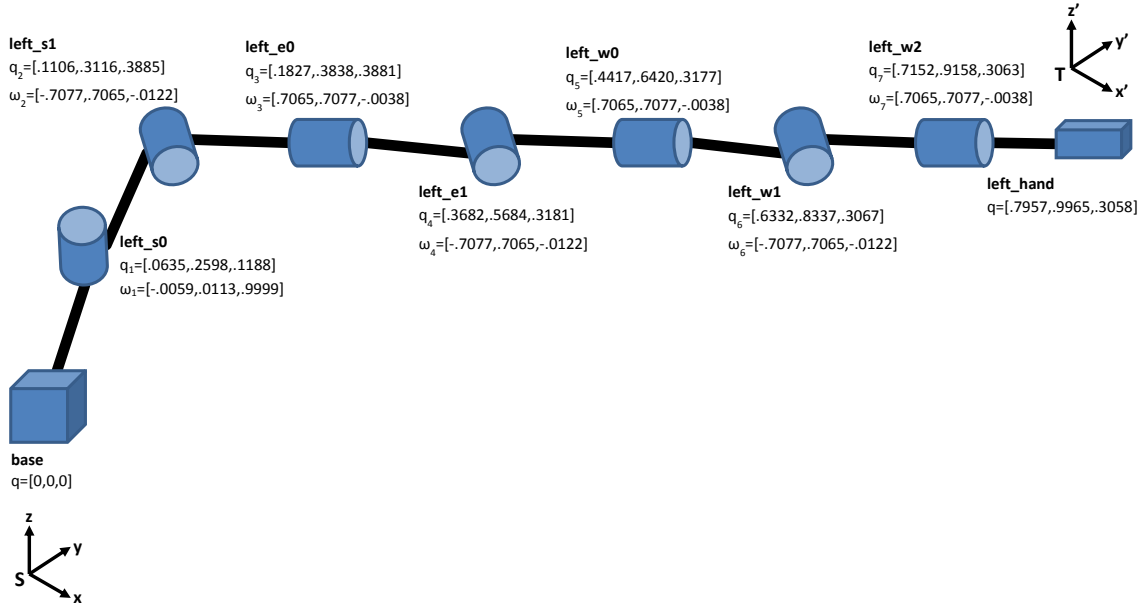 left_s1
q2=[.1106,.3116,.3885]
ω2=[-.7077,.7065,-.0122]
left_e0
q3=[.1827,.3838,.3881]
ω3=[.7065,.7077,-.0038]
left_w0
q5=[.4417,.6420,.3177]
ω5=[.7065,.7077,-.0038]
left_w2
q7=[.7152,.9158,.3063]
ω7=[.7065,.7077,-.0038]
z’
y’
T
x’
left_s0
q1=[.0635,.2598,.1188]
ω1=[-.0059,.0113,.9999]
left_e1
q4=[.3682,.5684,.3181]
ω4=[-.7077,.7065,-.0122]
left_w1
q6=[.6332,.8337,.3067]
ω6=[-.7077,.7065,-.0122]
left_hand
q=[.7957,.9965,.3058]
base
q=[0,0,0]
z
y
S
x